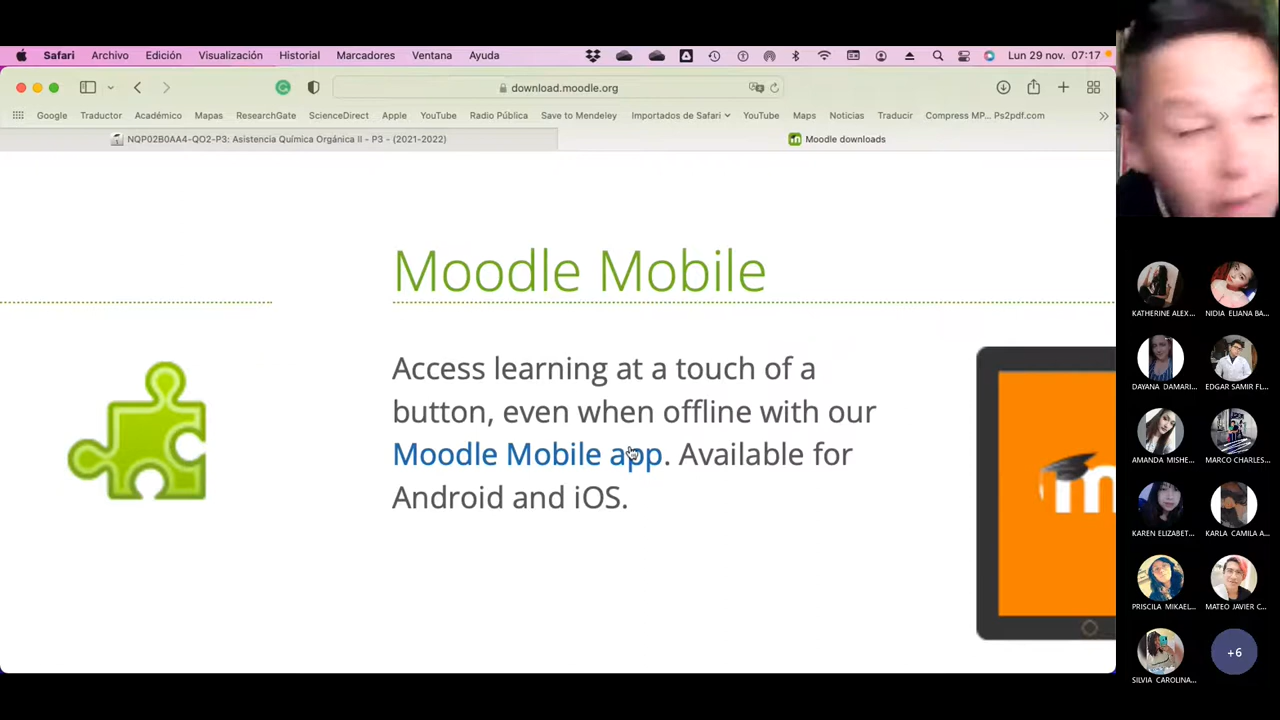 Safari Archivo Edición Visualización Historial Marcadores Ventana Ayuda Lun 29 nov. 07:17
download.moodle.org
Google Traductor Académico Mapas ResearchGate ScienceDirect Apple YouTube Radio Pública Save to Mendeley Importados de Safari YouTube Maps Noticias Traducir Compress MP... Ps2pdf.com
NQP02B0AA4-QO2-P3: Asistencia Química Orgánica II - P3 - (2021-2022) Moodle downloads
Moodle Mobile
Access learning at a touch of a
button, even when offline with our
Moodle Mobile app. Available for
Android and iOS.
m
KATHERINE ALEX... NIDIA ELIANA BA...
DAYANA DAMARI... EDGAR SAMIR FL...
AMANDA MISHE... MARCO CHARLES...
KAREN ELIZABET... KARLA CAMILA A...
PRISCILA MIKAEL... MATEO JAVIER C...
SILVIA CAROLINA... +6